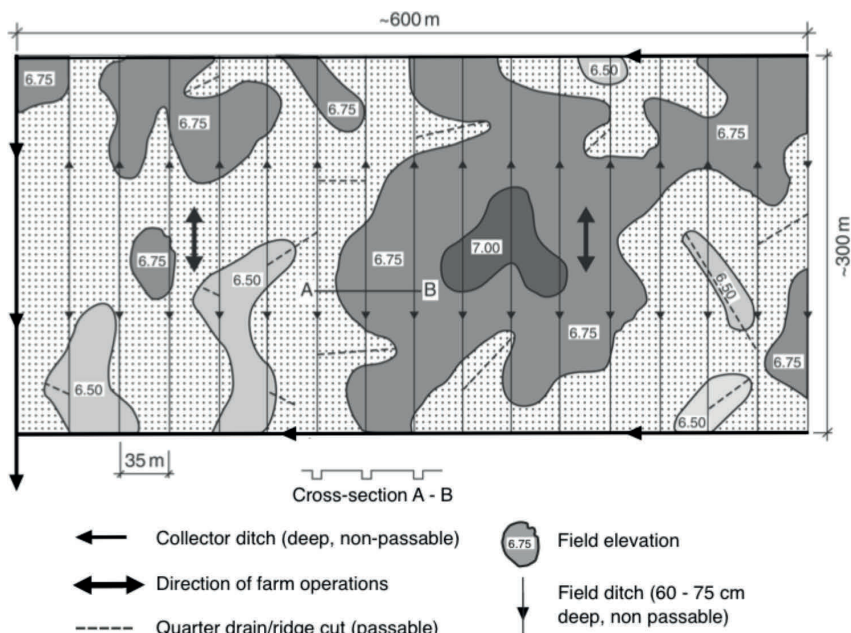 ~600 m
6.75
6.50
6.75
6.75
6.75
6.75
7.00
6.75
6.50
6.50
A
B
~300 m
6.75
6.75
6.50
6.50
35 m
Cross-section A - B
Collector ditch (deep, non-passable)
6.75
Field elevation
Direction of farm operations
Field ditch (60 - 75 cm
deep, non passable)
Quarter drain/ridge cut (passable)